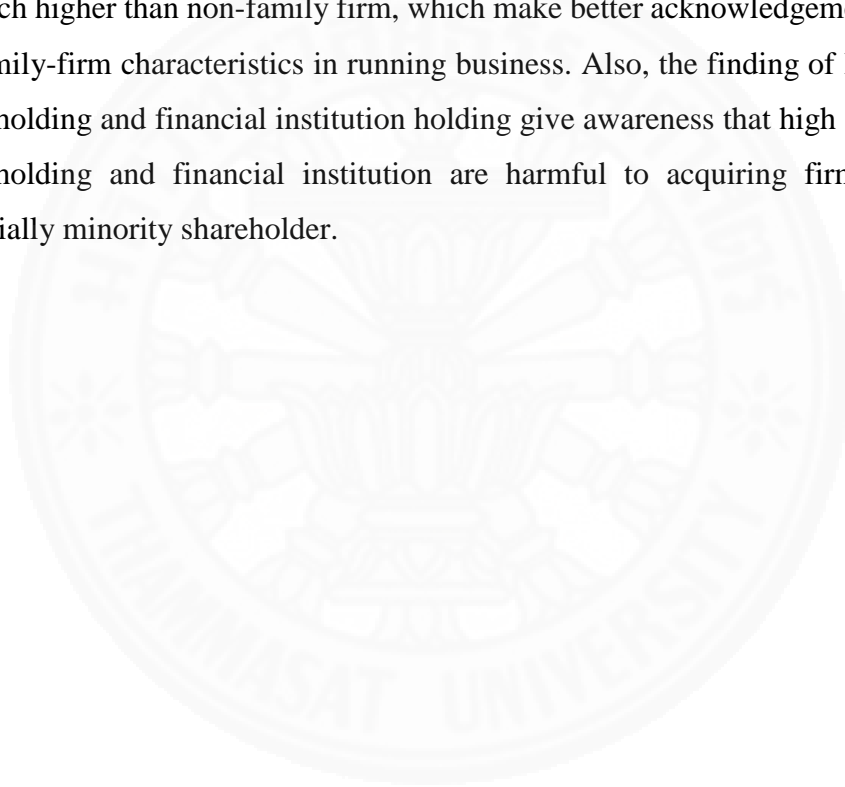 ch higher than non-family firm, which make better acknowledgeme
mily-firm characteristics in running business. Also, the finding of
holding and financial institution holding give awareness that high
holding and financial institution are harmful to acquiring firm
ially minority shareholder.
THAMMASAT UNIVERSITY